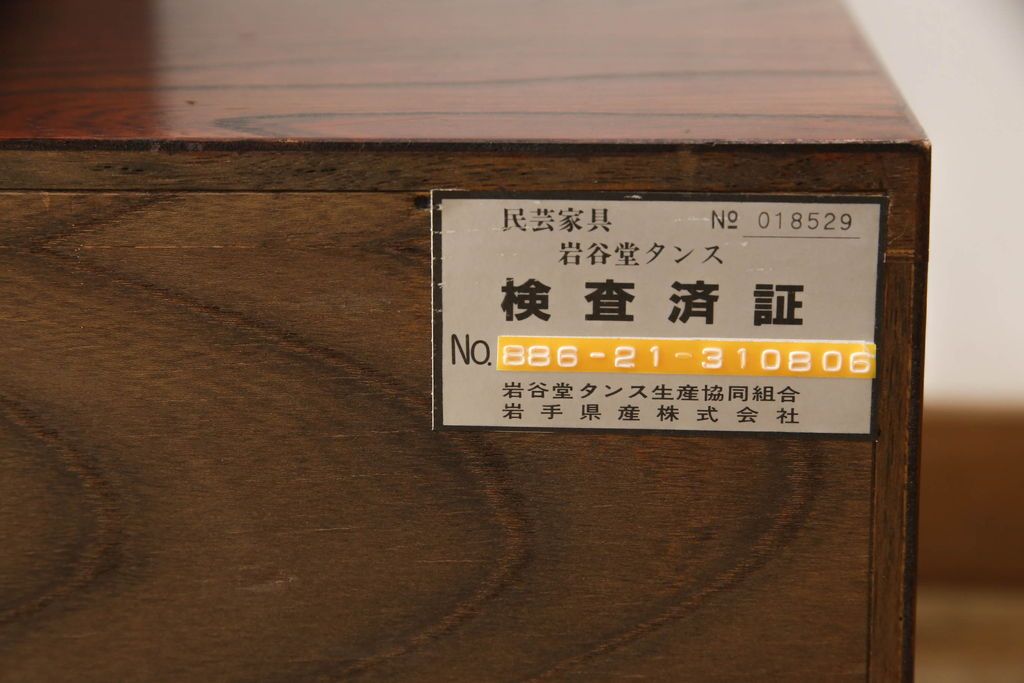 民芸家具 № 018529
岩谷堂タンス
検査済証
No. 886-21-310806
岩谷堂タンス生産協同組合
岩手県産株式会社